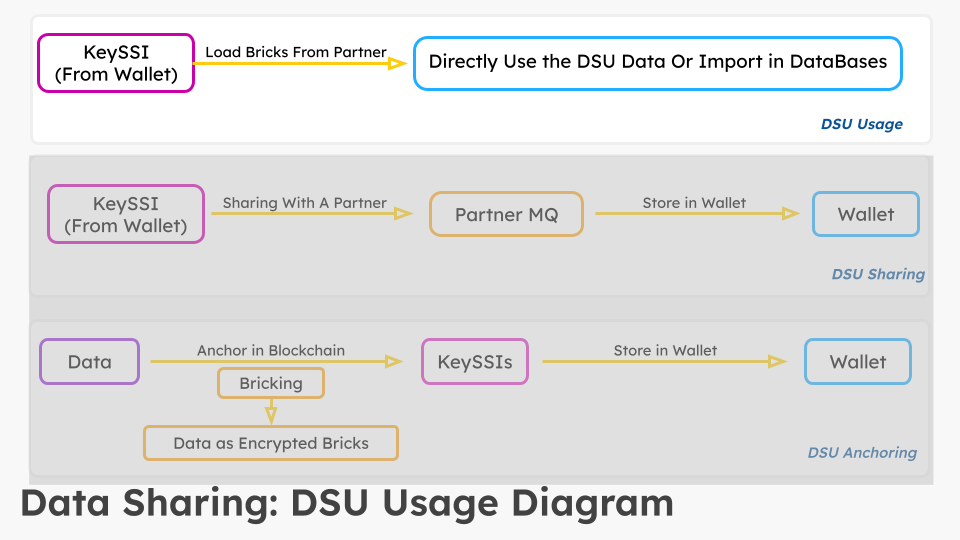 KeySSI
(From Wallet)
Load Bricks From Partner
Directly Use the DSU Data Or Import in DataBases
DSU Usage
KeySSI
(From Wallet)
Sharing With A Partner
Partner MQ
Store in Wallet
Wallet
DSU Sharing
Data
Anchor in Blockchain
Bricking
Data as Encrypted Bricks
KeySSIs
Store in Wallet
Wallet
DSU Anchoring
Data Sharing: DSU Usage Diagram